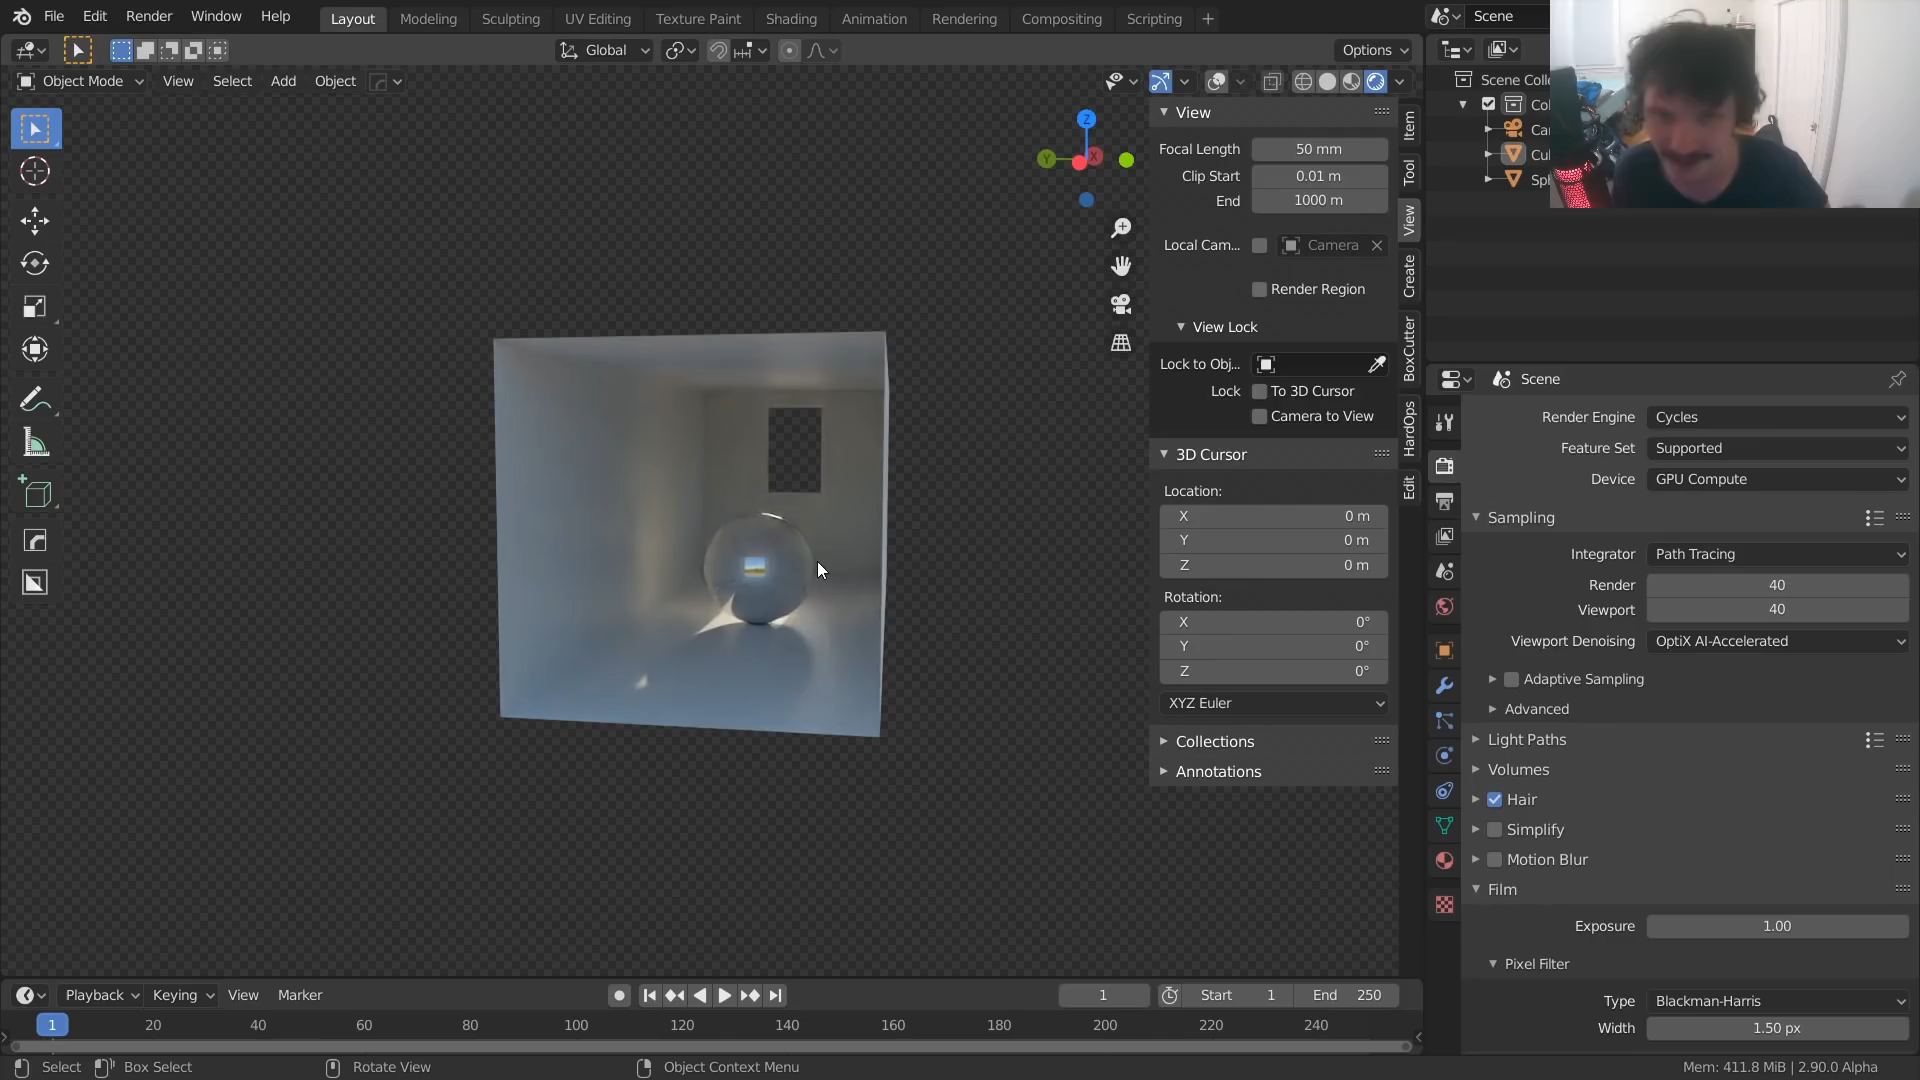 File Edit Render Window Help Layout Modeling Sculpting UV Editing Texture Paint Shading Animation Rendering Compositing Scripting + Scene
Global Options
Object Mode View Select Add Object
Scene Colle
Col
Ca
Cu
Sp
Z
Y
X
View
Focal Length 50 mm
Clip Start 0.01 m
End 1000 m
Local Cam... Camera
Render Region
View Lock
Lock to Obj...
Lock To 3D Cursor
Camera to View
3D Cursor
Location:
X 0 m
Y 0 m
Z 0 m
Rotation:
X 0°
Y 0°
Z 0°
XYZ Euler
Collections
Annotations
Item
Tool
View
Create
BoxCutter
HardOps
Edit
Scene
Render Engine Cycles
Feature Set Supported
Device GPU Compute
Sampling
Integrator Path Tracing
Render 40
Viewport 40
Viewport Denoising OptiX AI-Accelerated
Adaptive Sampling
Advanced
Light Paths
Volumes
Hair
Simplify
Motion Blur
Film
Exposure 1.00
Pixel Filter
Type Blackman-Harris
Width 1.50 px
Playback Keying View Marker 1 Start 1 End 250
1 20 40 60 80 100 120 140 160 180 200 220 240
Select Box Select Rotate View Object Context Menu Mem: 411.8 MiB | 2.90.0 Alpha